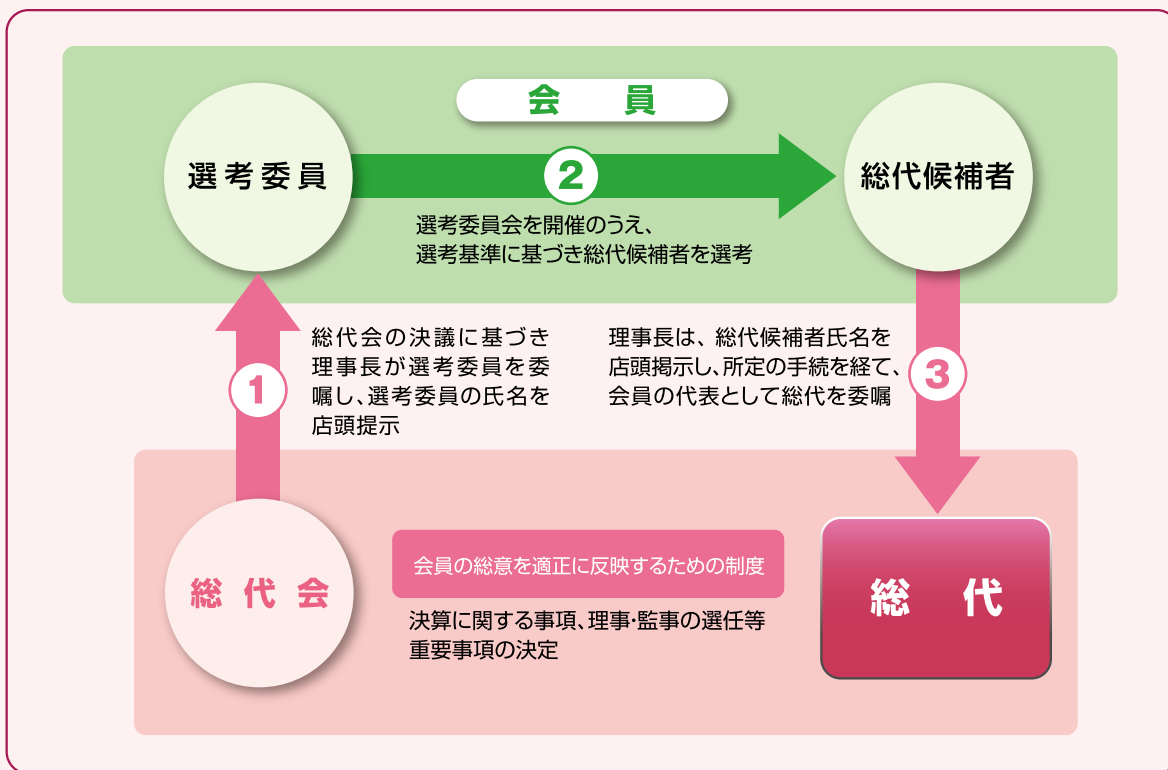 会 員
選考委員
2
総代候補者
選考委員会を開催のうえ、
選考基準に基づき総代候補者を選考
1
総代会の決議に基づき
理事長が選考委員を委
嘱し、選考委員の氏名を
店頭提示
理事長は、総代候補者氏名を
店頭掲示し、所定の手続を経て、
会員の代表として総代を委嘱
3
総代会
会員の総意を適正に反映するための制度
決算に関する事項、理事・監事の選任等
重要事項の決定
総 代